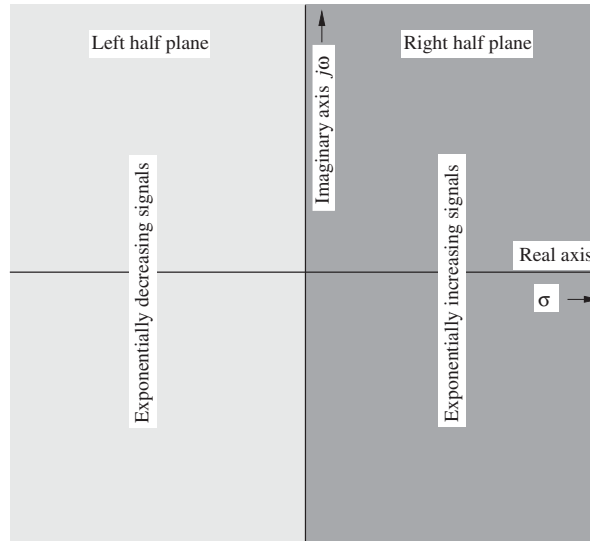 Left half plane
Right half plane
Imaginary axis jω
Exponentially decreasing signals
Exponentially increasing signals
Real axis
σ